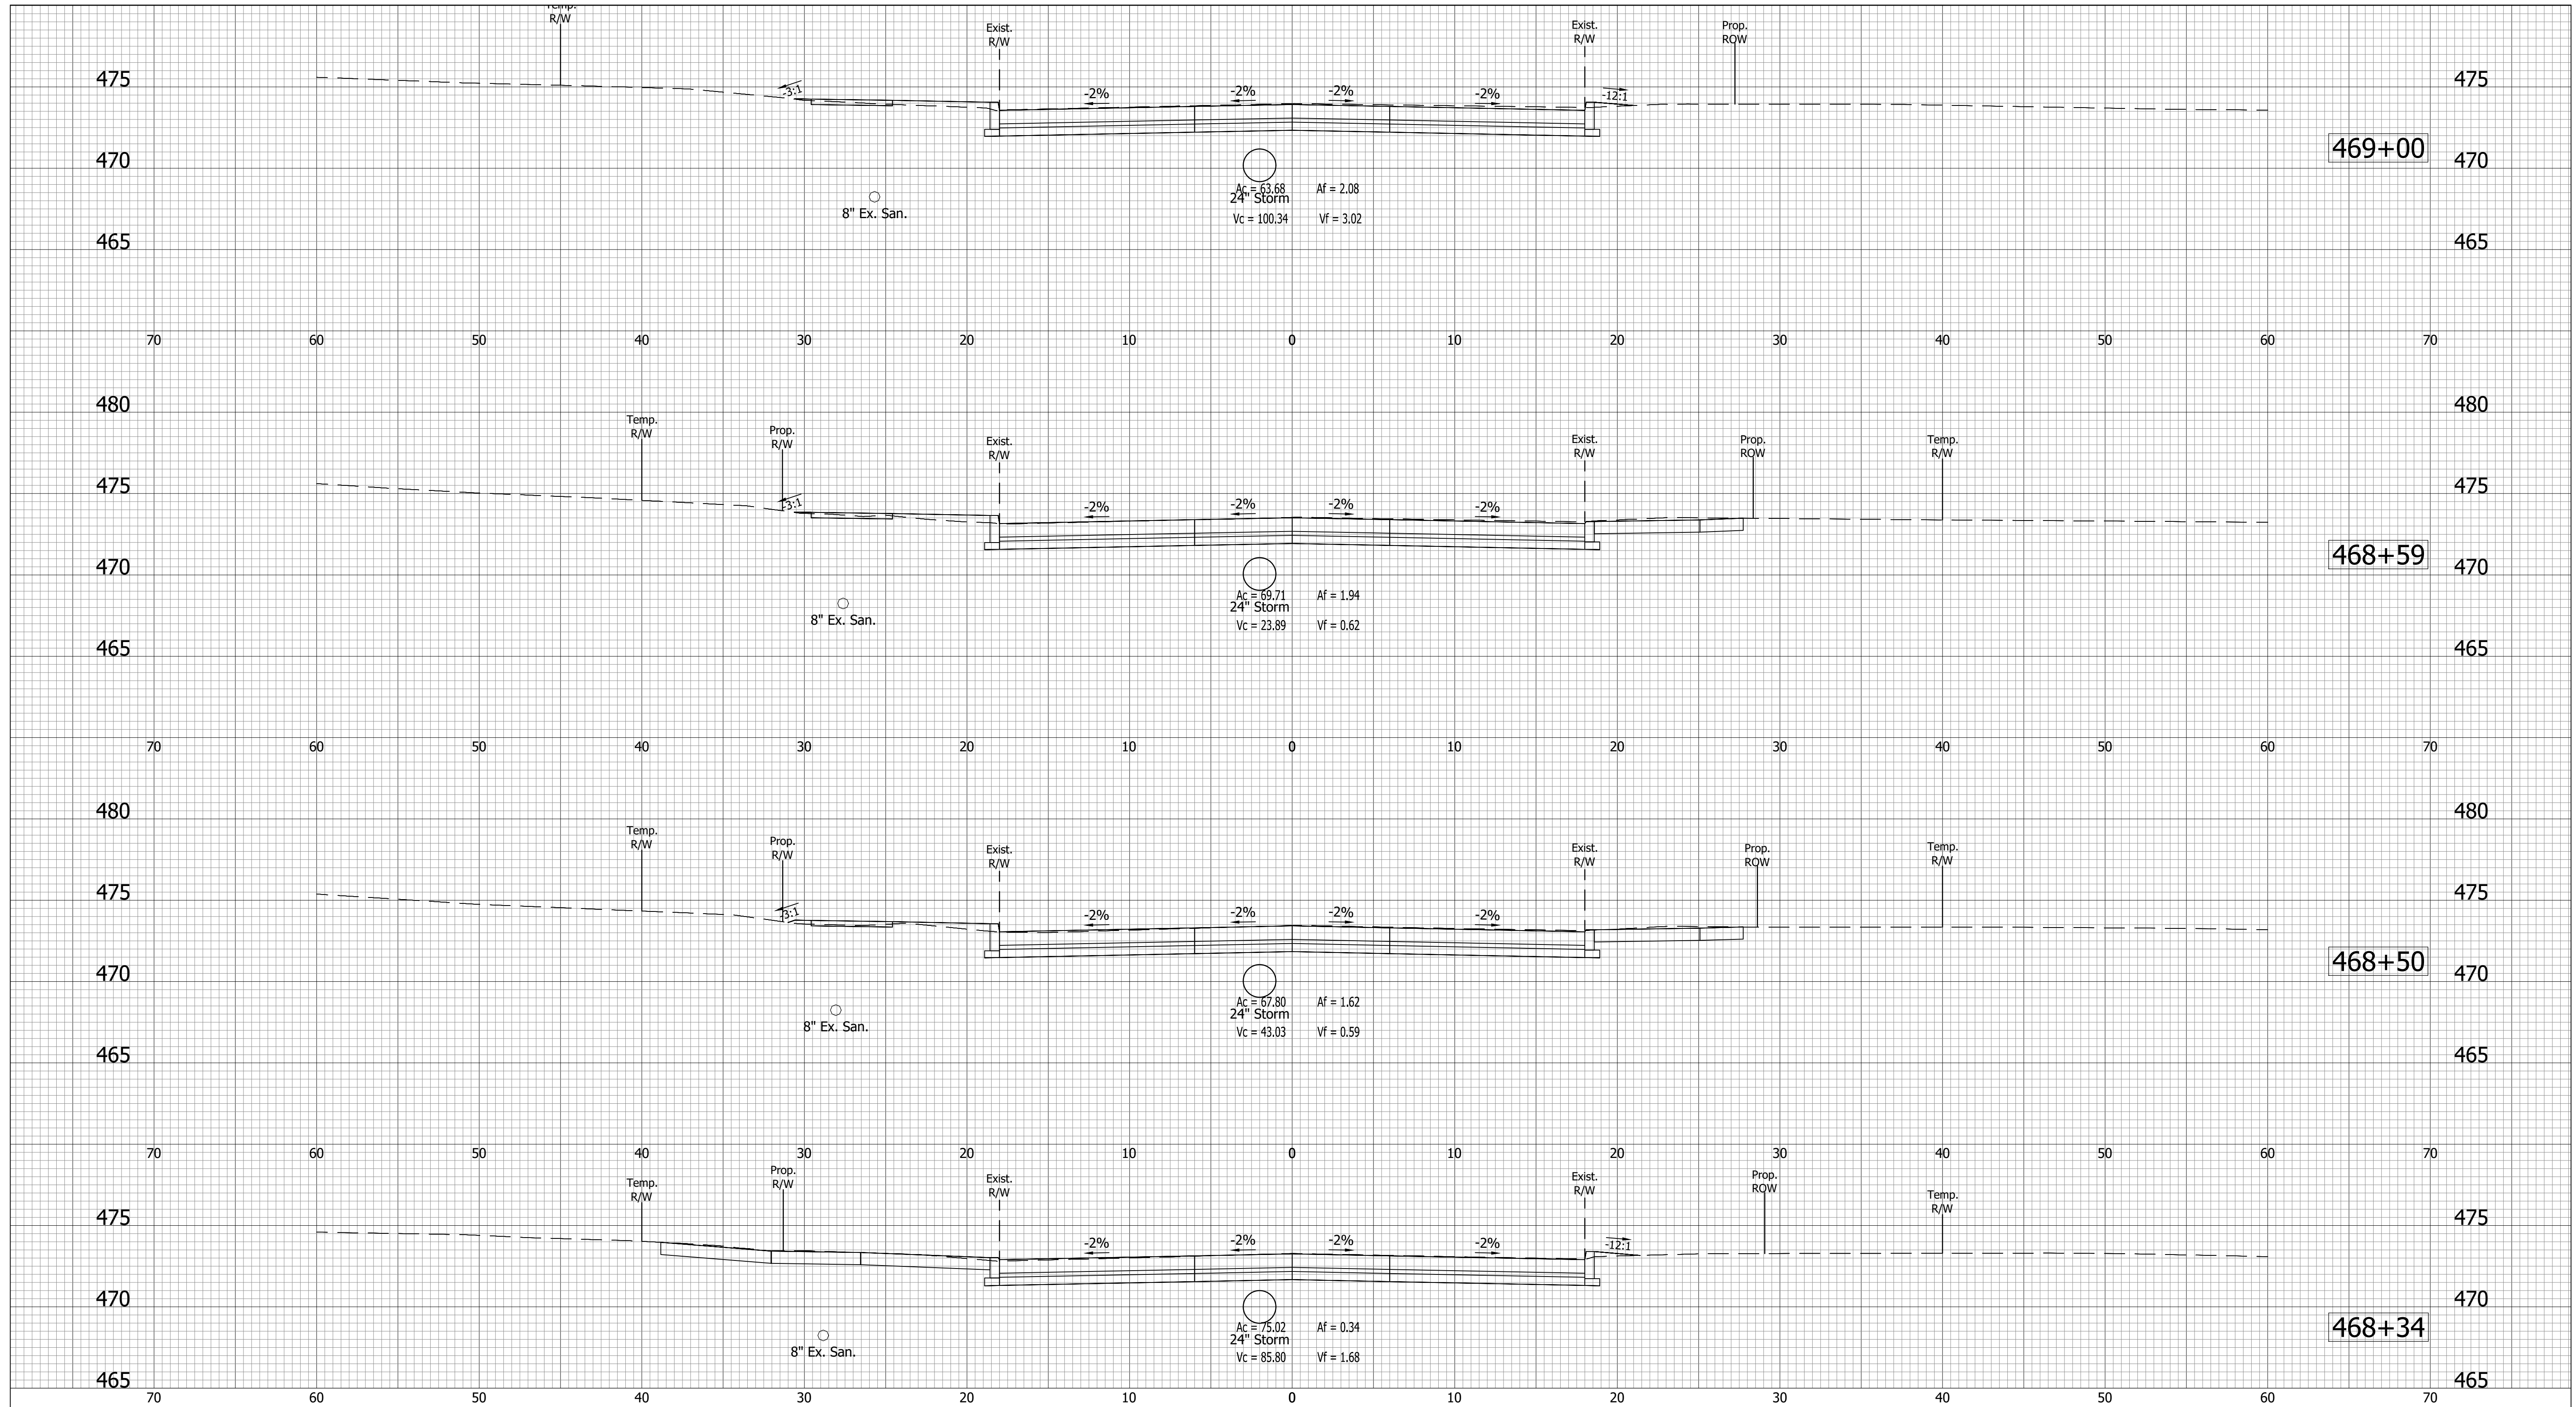 Temp.
R/W
Exist.
R/W
Exist.
R/W
Prop.
ROW
475
-3:1
-2%
-2%
-2%
-2%
-12:1
475
470
469+00
470
Ac = 63.68
Af = 2.08
24" Storm
8" Ex. San.
Vc = 100.34
Vf = 3.02
465
465
70 60 50 40 30 20 10 0 10 20 30 40 50 60 70
480
480
Temp.
R/W
Prop.
R/W
Exist.
R/W
Exist.
R/W
Prop.
ROW
Temp.
R/W
475
-3:1
-2%
-2%
-2%
-2%
475
470
468+59
470
Ac = 69.71
Af = 1.94
24" Storm
8" Ex. San.
Vc = 23.89
Vf = 0.62
465
465
70 60 50 40 30 20 10 0 10 20 30 40 50 60 70
480
480
Temp.
R/W
Prop.
R/W
Exist.
R/W
Exist.
R/W
Prop.
ROW
Temp.
R/W
475
-3:1
-2%
-2%
-2%
-2%
475
470
468+50
470
Ac = 67.80
Af = 1.62
24" Storm
8" Ex. San.
Vc = 43.03
Vf = 0.59
465
465
70 60 50 40 30 20 10 0 10 20 30 40 50 60 70
Temp.
R/W
Prop.
R/W
Exist.
R/W
Exist.
R/W
Prop.
ROW
Temp.
R/W
475
-2%
-2%
-2%
-2%
-12:1
475
470
468+34
470
Ac = 75.02
Af = 0.34
24" Storm
8" Ex. San.
Vc = 85.80
Vf = 1.68
465
465
70 60 50 40 30 20 10 0 10 20 30 40 50 60 70